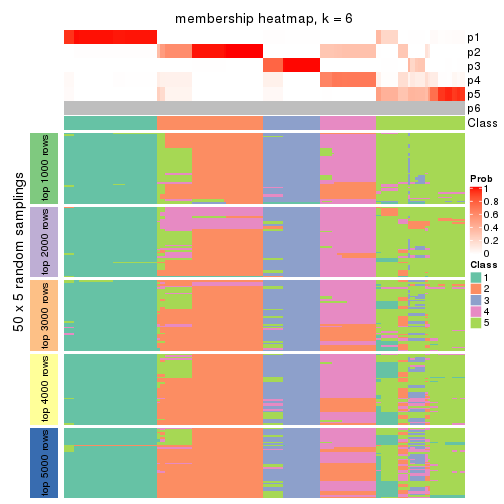 membership heatmap, k = 6
p1
p2
p3
p4
p5
p6
Class
50 x 5 random samplings
top 1000 rows
top 2000 rows
top 3000 rows
top 4000 rows
top 5000 rows
Prob
1
0.8
0.6
0.4
0.2
0
Class
1
2
3
4
5